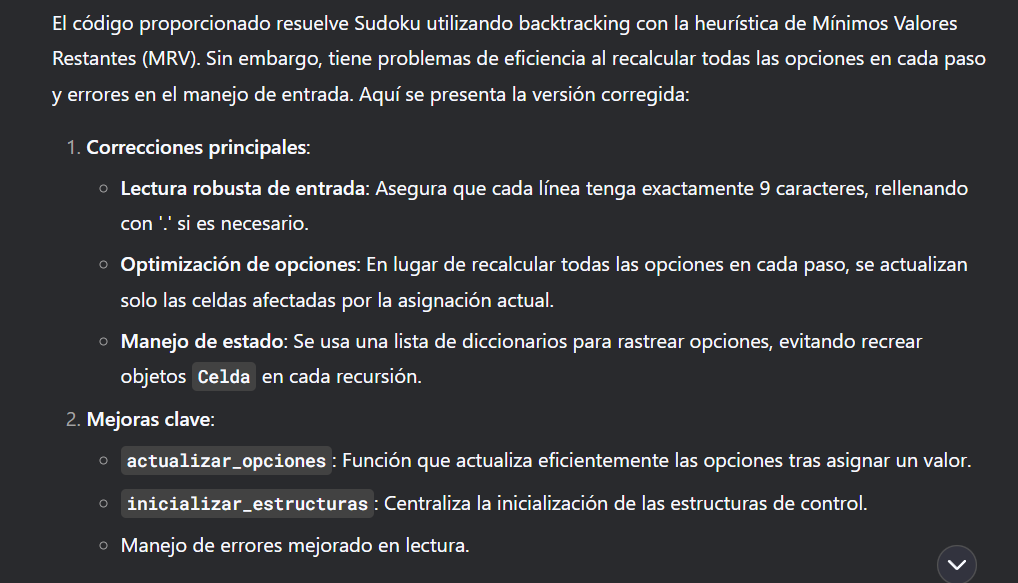 El código proporcionado resuelve Sudoku utilizando backtracking con la heurística de Mínimos Valores
Restantes (MRV). Sin embargo, tiene problemas de eficiencia al recalcular todas las opciones en cada paso
y errores en el manejo de entrada. Aquí se presenta la versión corregida:
1. Correcciones principales:
Lectura robusta de entrada: Asegura que cada línea tenga exactamente 9 caracteres, rellenando
con '.' si es necesario.
Optimización de opciones: En lugar de recalcular todas las opciones en cada paso, se actualizan
solo las celdas afectadas por la asignación actual.
Manejo de estado: Se usa una lista de diccionarios para rastrear opciones, evitando recrear
objetos Celda en cada recursión.
2. Mejoras clave:
actualizar_opciones: Función que actualiza eficientemente las opciones tras asignar un valor.
inicializar_estructuras: Centraliza la inicialización de las estructuras de control.
Manejo de errores mejorado en lectura.